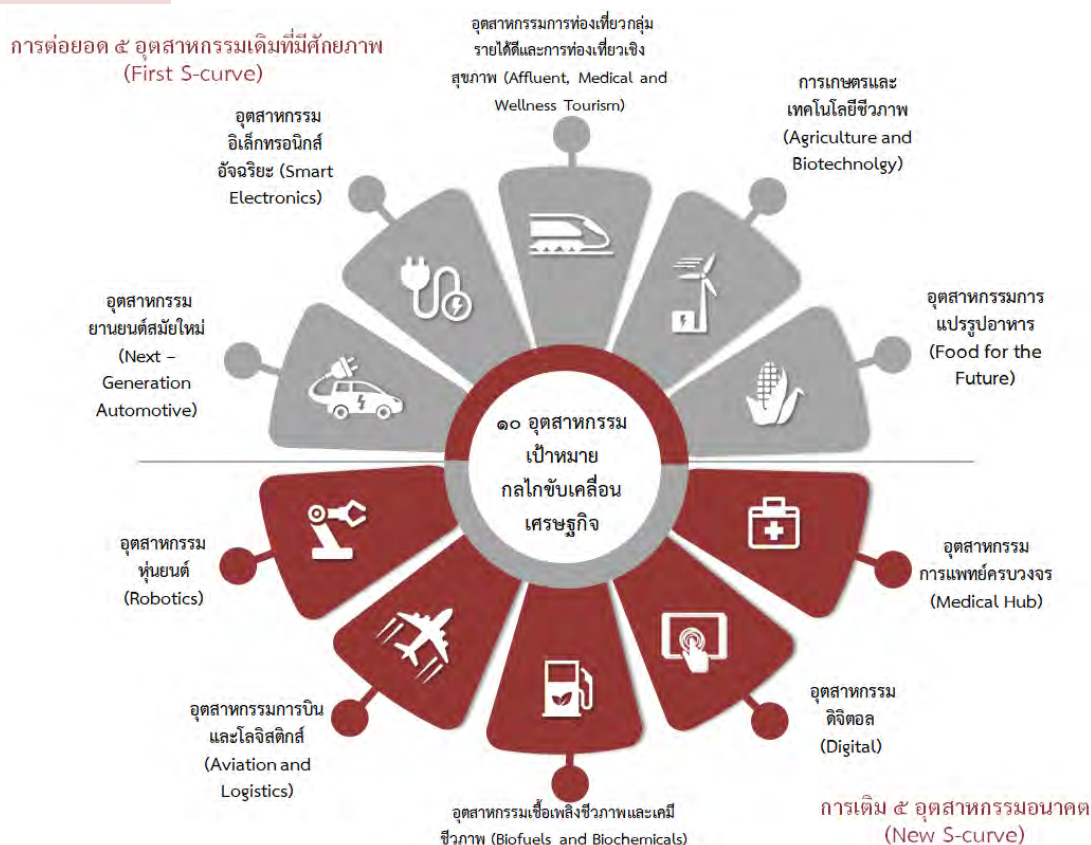 การต่อยอด ๕ อุตสาหกรรมเดิมที่มีศักยภาพ
(First S-curve)
อุตสาหกรรมการท่องเที่ยวกลุ่ม
รายได้ดีและการท่องเที่ยวเชิง
สุขภาพ (Affluent, Medical and
Wellness Tourism)
การเกษตรและ
เทคโนโลยีชีวภาพ
(Agriculture and
Biotechnolgy)
อุตสาหกรรม
อิเล็กทรอนิกส์
อัจฉริยะ (Smart
Electronics)
อุตสาหกรรม
ยานยนต์สมัยใหม่
(Next –
Generation
Automotive)
อุตสาหกรรมการ
แปรรูปอาหาร
(Food for the
Future)
๑๐ อุตสาหกรรม
เป้าหมาย
กลไกขับเคลื่อน
เศรษฐกิจ
อุตสาหกรรม
หุ่นยนต์
(Robotics)
อุตสาหกรรม
การแพทย์ครบวงจร
(Medical Hub)
อุตสาหกรรมการบิน
และโลจิสติกส์
(Aviation and
Logistics)
อุตสาหกรรม
ดิจิตอล
(Digital)
อุตสาหกรรมเชื้อเพลิงชีวภาพและเคมี
ชีวภาพ (Biofuels and Biochemicals)
การเติม ๕ อุตสาหกรรมอนาคต
(New S-curve)